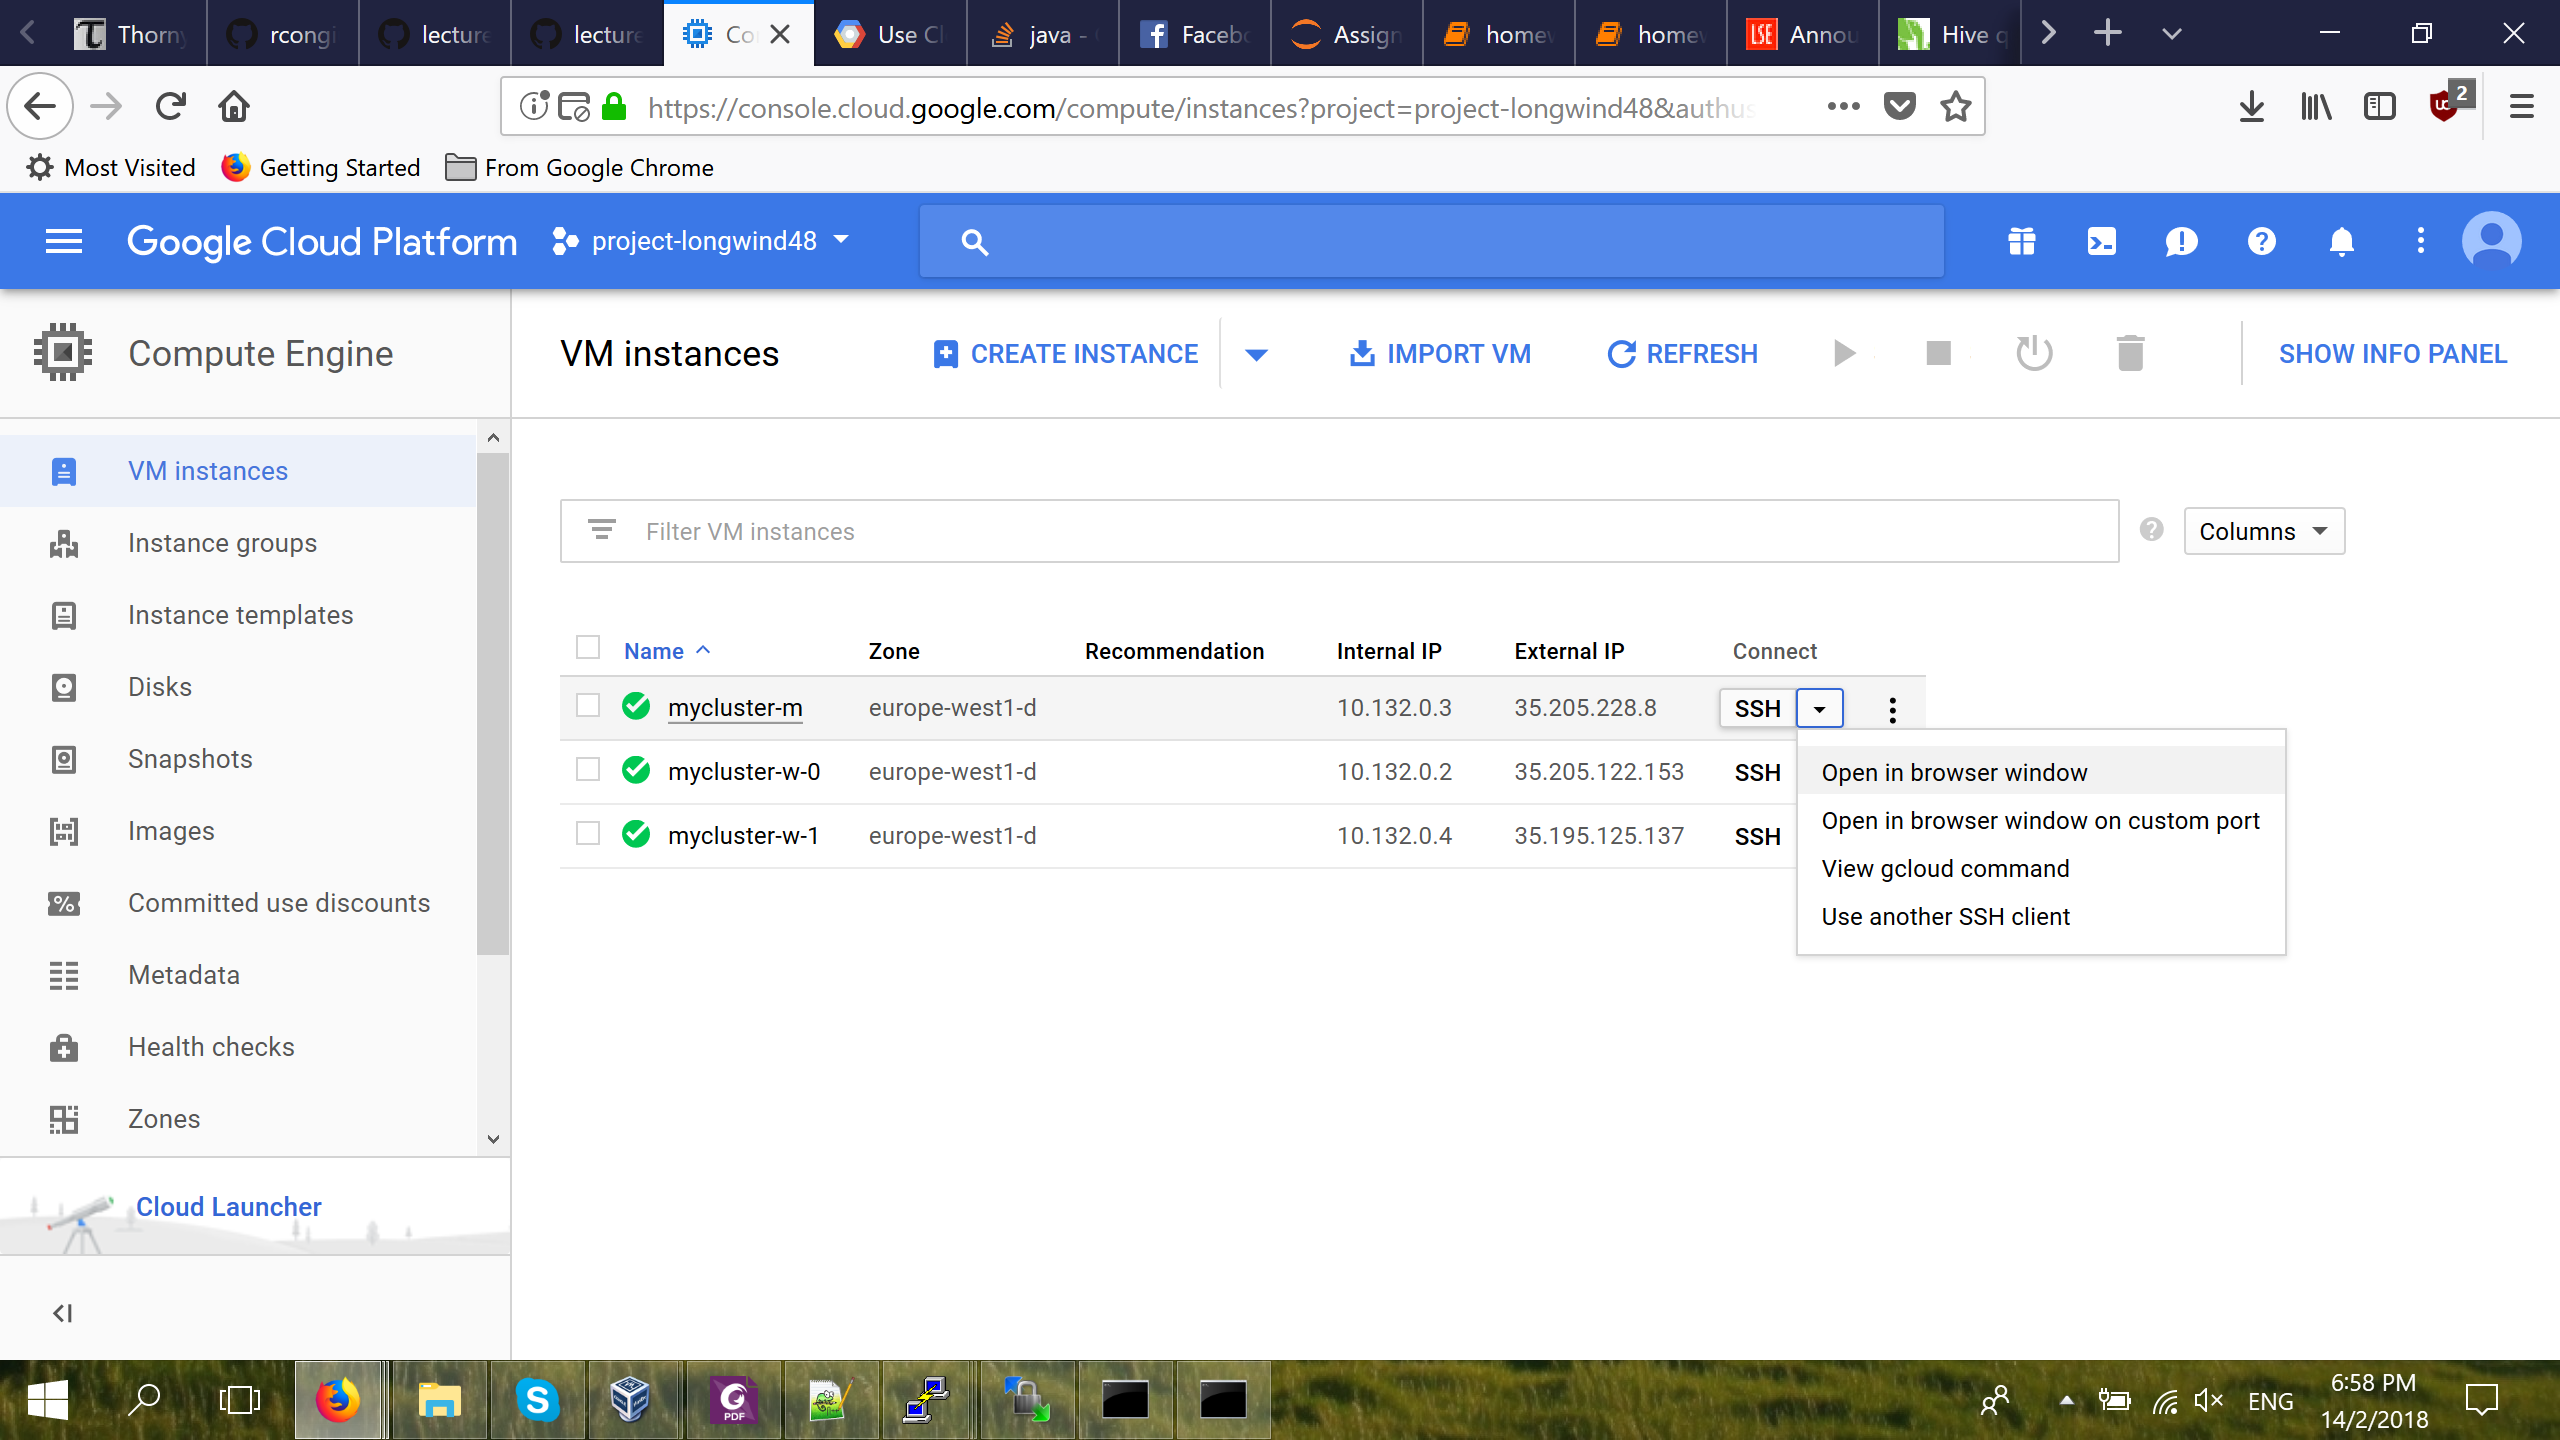 Thorny
rcongi
lecture
lecture
Co
Use Cl
java -
Facebo
Assign
homew
homew
LSE Annou
Hive q
https://console.cloud.google.com/compute/instances?project=project-longwind48&authus
2
Most Visited
Getting Started
From Google Chrome
Google Cloud Platform
project-longwind48
Compute Engine
VM instances
CREATE INSTANCE
IMPORT VM
REFRESH
SHOW INFO PANEL
VM instances
Instance groups
Instance templates
Disks
Snapshots
Images
Committed use discounts
Metadata
Health checks
Zones
Cloud Launcher
Filter VM instances
Columns
Name Zone Recommendation Internal IP External IP Connect
mycluster-m europe-west1-d 10.132.0.3 35.205.228.8 SSH
mycluster-w-0 europe-west1-d 10.132.0.2 35.205.122.153 SSH
mycluster-w-1 europe-west1-d 10.132.0.4 35.195.125.137 SSH
Open in browser window
Open in browser window on custom port
View gcloud command
Use another SSH client
PDF
ENG
6:58 PM
14/2/2018